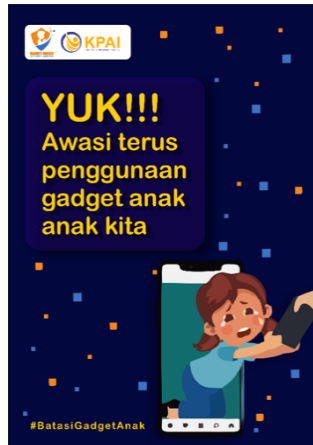 KPAI
YUK!!!
Awasi terus
penggunaan
gadget anak
anak kita
#BatasiGadgetAnak